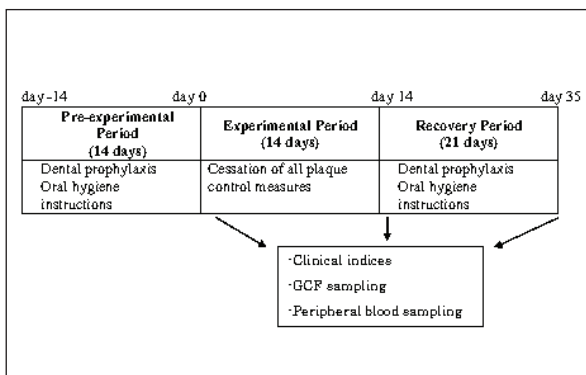 day-14 day 0 day 14 day 35
Pre-experimental
Period
(14 days)
Experimental Period
(14 days)
Recovery Period
(21 days)
Dental prophylaxis
Oral hygiene
instructions
Cessation of all plaque
control measures
Dental prophylaxis
Oral hygiene
instructions
-Clinical indices
-GCF sampling
-Peripheral blood sampling